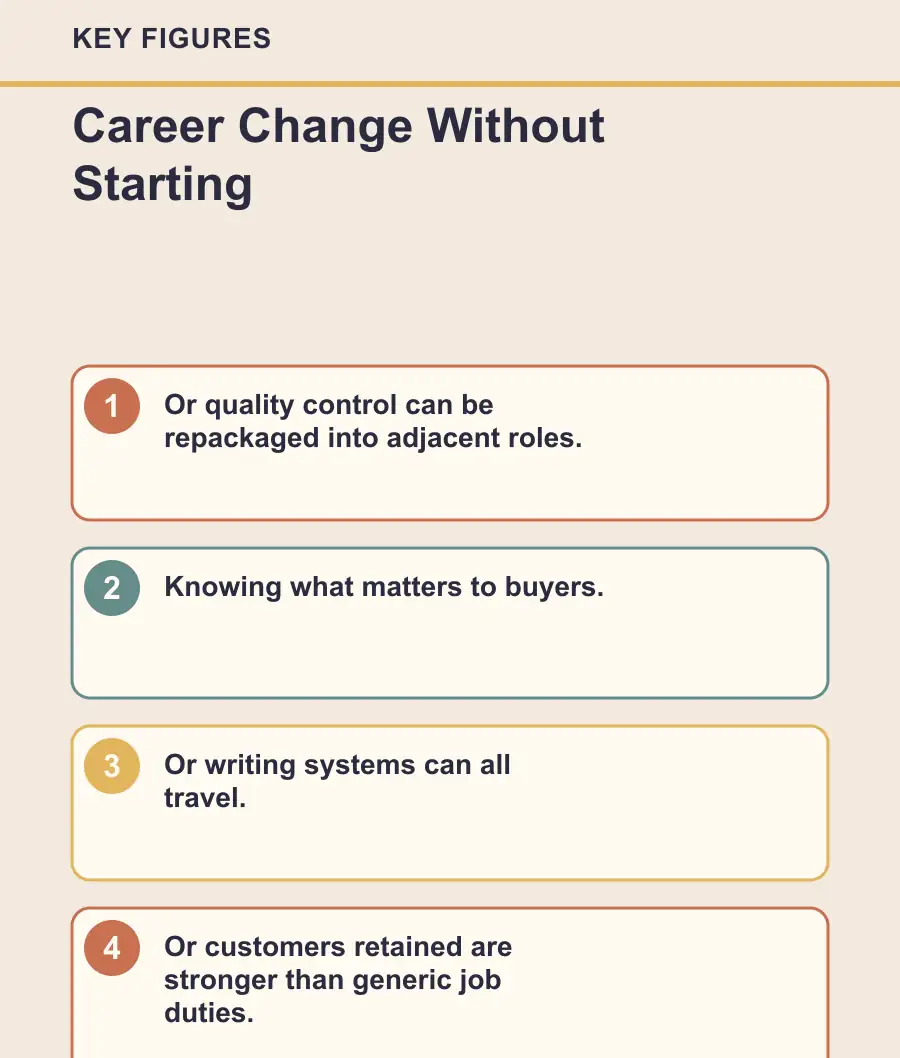 KEY FIGURES
Career Change Without
Starting
1
Or quality control can be
repackaged into adjacent roles.
2
Knowing what matters to buyers.
3
Or writing systems can all
travel.
4
Or customers retained are
stronger than generic job
duties.